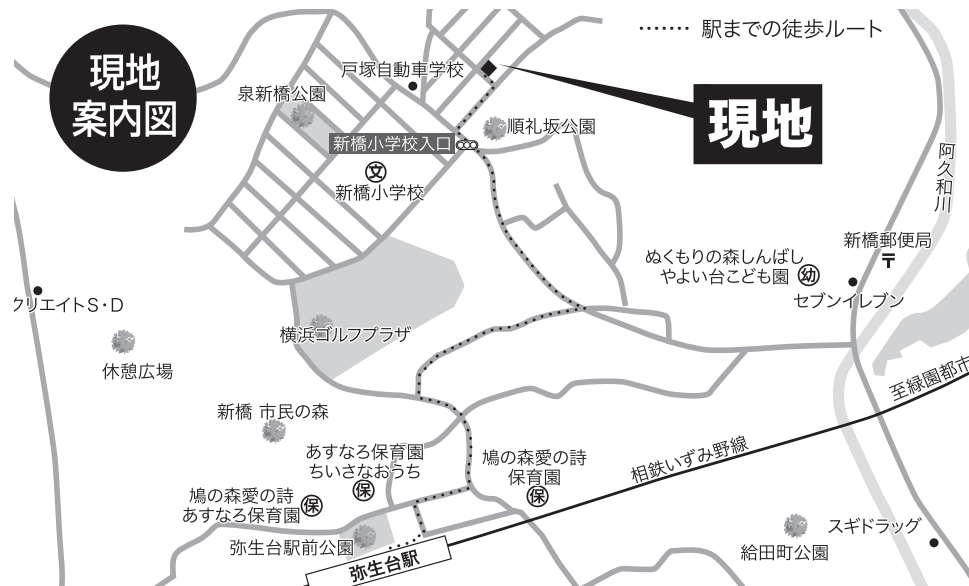 現地
案内図
駅までの徒歩ルート
戸塚自動車学校
泉新橋公園
現地
順礼坂公園
新橋小学校入口
文
新橋小学校
阿久和川
新橋郵便局
〒
ぬくもりの森しんばし
やよい台こども園
幼
セブンイレブン
クリエイトS・D
横浜ゴルフプラザ
休憩広場
至緑園都市
新橋 市民の森
あすなろ保育園
ちいさなおうち
保
鳩の森愛の詩
保育園
保
相鉄いずみ野線
鳩の森愛の詩
あすなろ保育園
保
弥生台駅前公園
弥生台駅
スギドラッグ
給田町公園